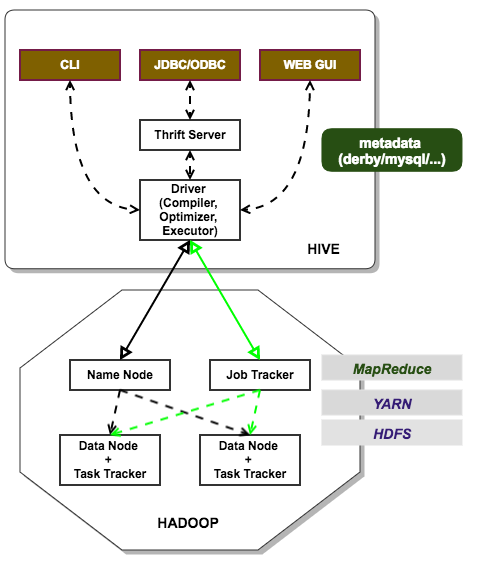 CLI
JDBC/ODBC
WEB GUI
Thrift Server
metadata
(derby/mysql/...)
Driver
(Compiler,
Optimizer,
Executor)
HIVE
Name Node
Job Tracker
MapReduce
YARN
HDFS
Data Node
+
Task Tracker
Data Node
+
Task Tracker
HADOOP